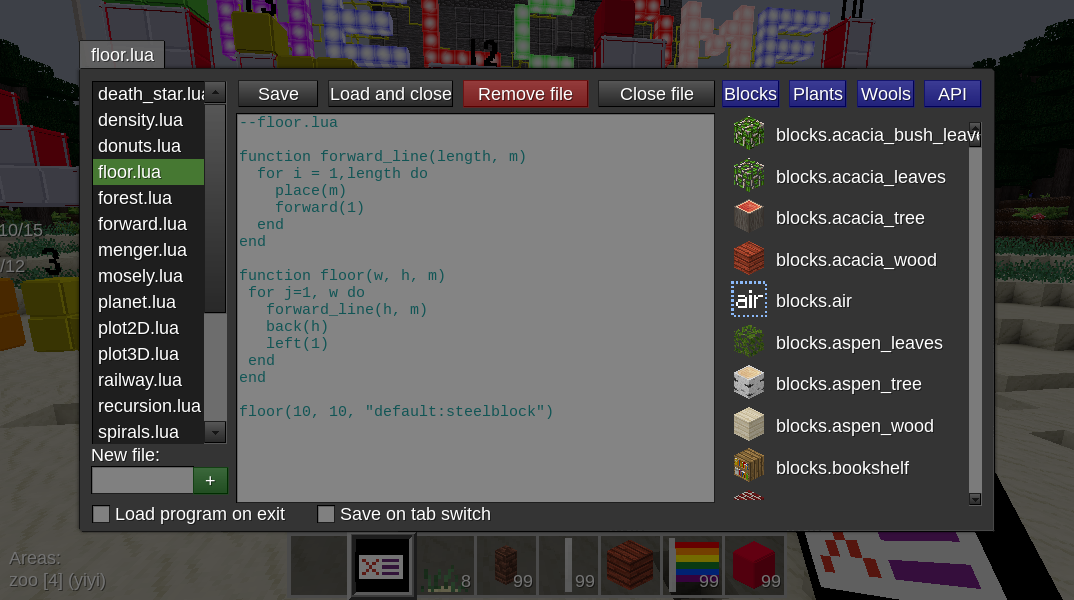 floor.lua
death_star.lua
density.lua
donuts.lua
floor.lua
forest.lua
forward.lua
menger.lua
mosely.lua
planet.lua
plot2D.lua
plot3D.lua
railway.lua
recursion.lua
spirals.lua
New file:
+
Load program on exit
Save on tab switch
Save
Load and close
Remove file
Close file
Blocks
Plants
Wools
API
--floor.lua
function forward_line(length, m)
  for i = 1,length do
    place(m)
    forward(1)
  end
end
function floor(w, h, m)
 for j=1, w do
   forward_line(h, m)
   back(h)
   left(1)
 end
end
floor(10, 10, "default:steelblock")
blocks.acacia_bush_leave
blocks.acacia_leaves
blocks.acacia_tree
blocks.acacia_wood
air
blocks.air
blocks.aspen_leaves
blocks.aspen_tree
blocks.aspen_wood
blocks.bookshelf
10/15
/12
3
12
Areas:
zoo [4] (yiyi)
8
99
99
99
99